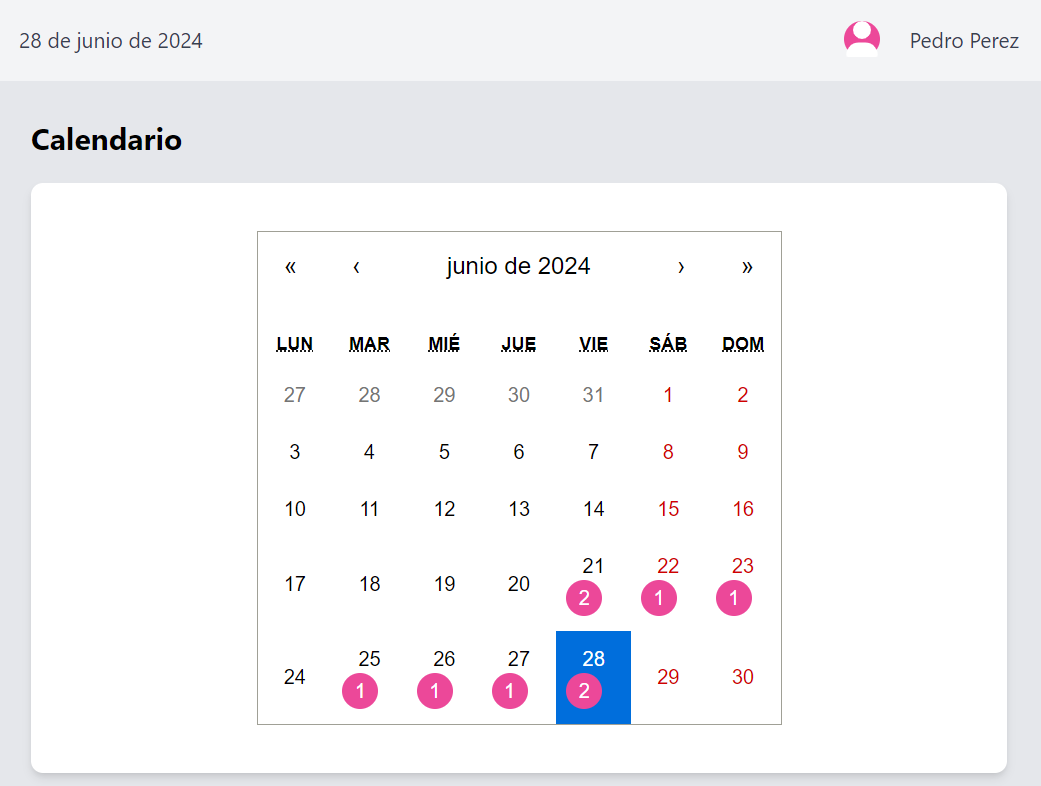 28 de junio de 2024 Pedro Perez
Calendario
« ‹ junio de 2024 › »
LUN MAR MIÉ JUE VIE SÁB DOM
27 28 29 30 31 1 2
3 4 5 6 7 8 9
10 11 12 13 14 15 16
17 18 19 20 21 22 23
2 1 1
24 25 26 27 28 29 30
1 1 1 2